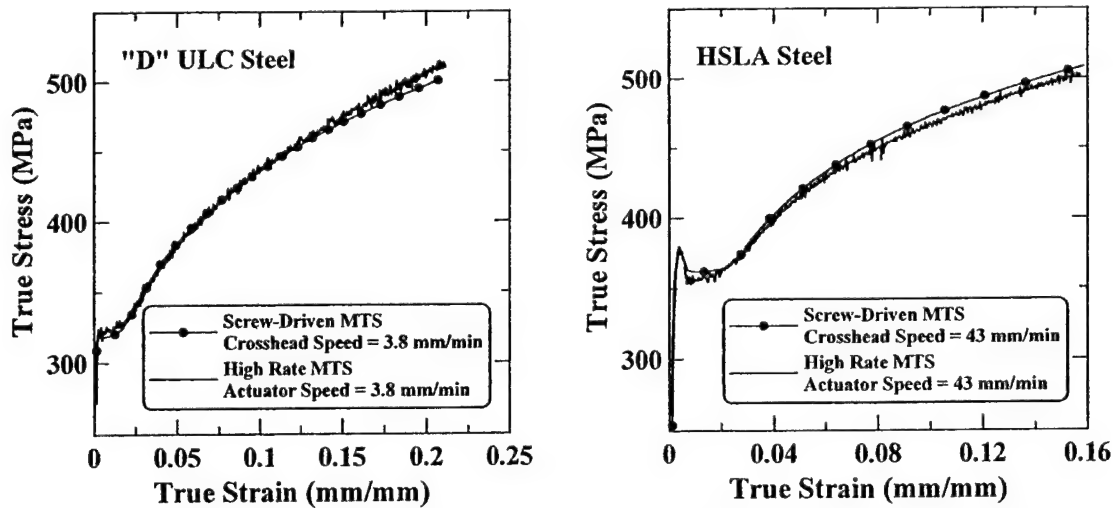 "D" ULC Steel
500
400
300
True Stress (MPa)
Screw-Driven MTS
Crosshead Speed = 3.8 mm/min
High Rate MTS
Actuator Speed = 3.8 mm/min
0 0.05 0.1 0.15 0.2 0.25
True Strain (mm/mm)
HSLA Steel
500
400
300
True Stress (MPa)
Screw-Driven MTS
Crosshead Speed = 43 mm/min
High Rate MTS
Actuator Speed = 43 mm/min
0 0.04 0.08 0.12 0.16
True Strain (mm/mm)